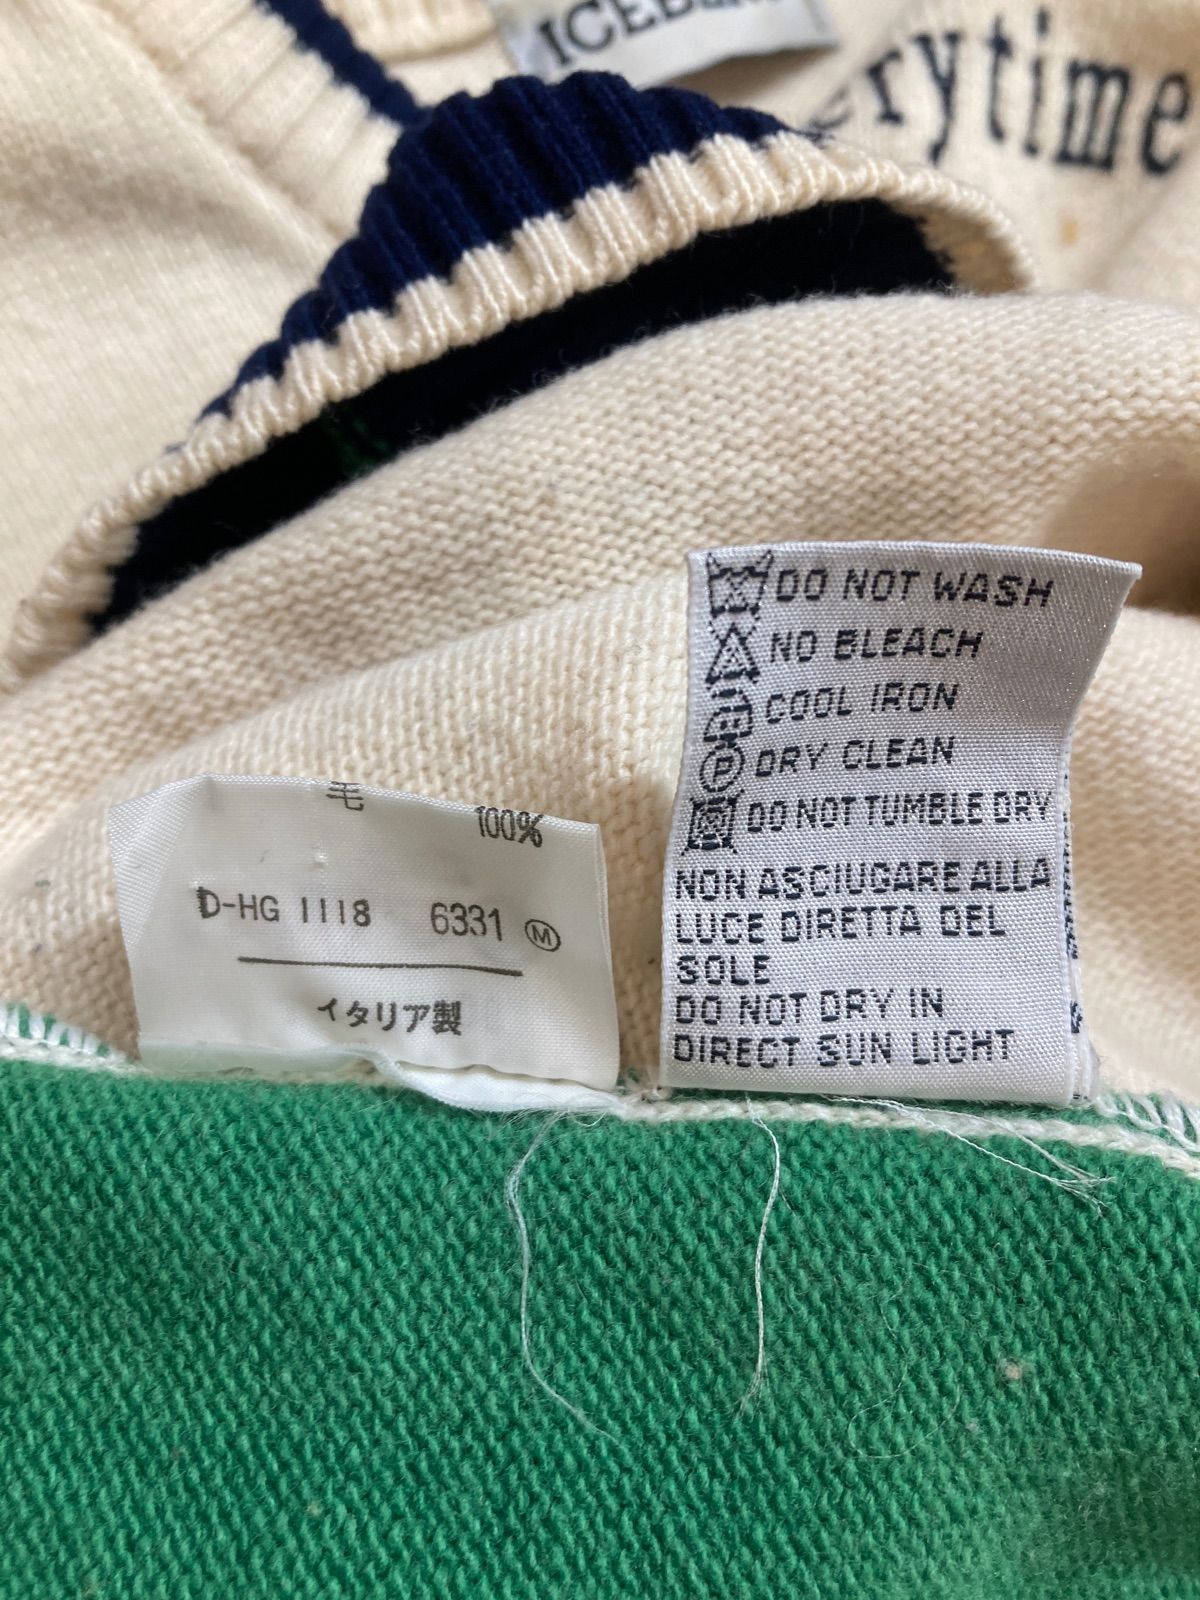 rytime
毛 100%
D-HG 1118 6331 M
イタリア製
DO NOT WASH
NO BLEACH
COOL IRON
P DRY CLEAN
DO NOT TUMBLE DRY
NON ASCIUGARE ALLA
LUCE DIRETTA DEL
SOLE
DO NOT DRY IN
DIRECT SUN LIGHT